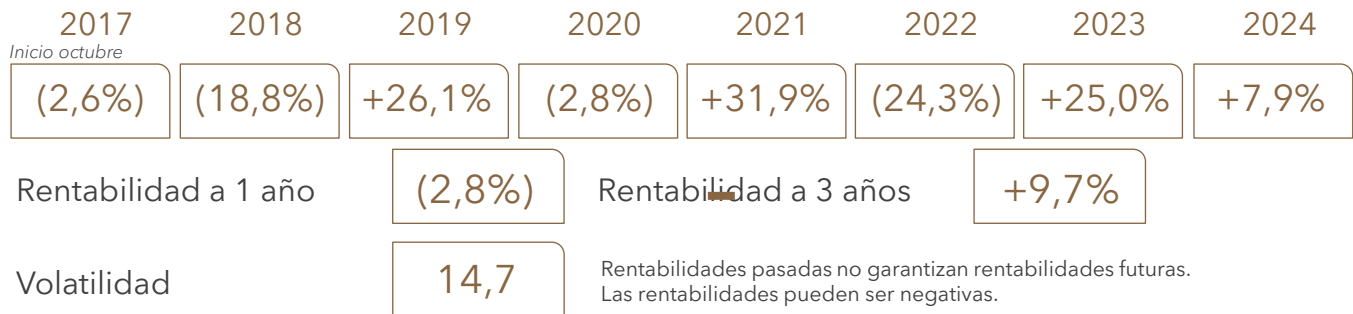 2017 2018 2019 2020 2021 2022 2023 2024
Inicio octubre
(2,6%) (18,8%) +26,1% (2,8%) +31,9% (24,3%) +25,0% +7,9%
Rentabilidad a 1 año (2,8%) Rentabilidad a 3 años +9,7%
Volatilidad 14,7
Rentabilidades pasadas no garantizan rentabilidades futuras.
Las rentabilidades pueden ser negativas.